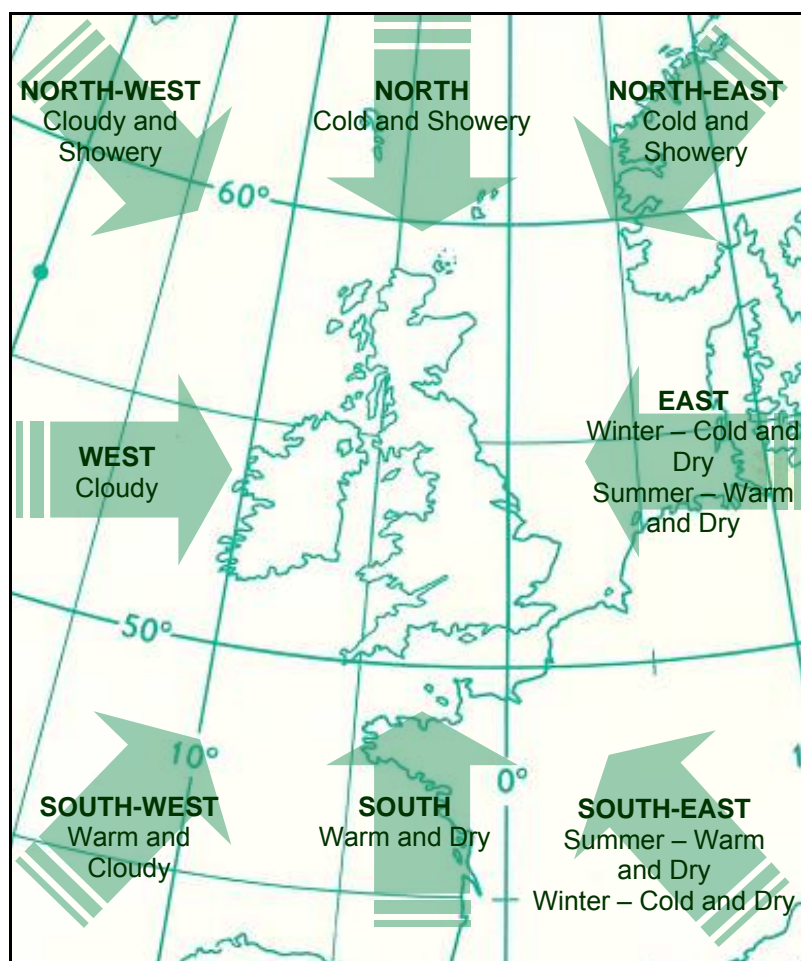 NORTH-WEST
Cloudy and
Showery
NORTH
Cold and Showery
NORTH-EAST
Cold and
Showery
60°
WEST
Cloudy
EAST
Winter – Cold and
Dry
Summer – Warm
and Dry
50°
10°
0°
1
SOUTH-WEST
Warm and
Cloudy
SOUTH
Warm and Dry
SOUTH-EAST
Summer – Warm
and Dry
Winter – Cold and Dry